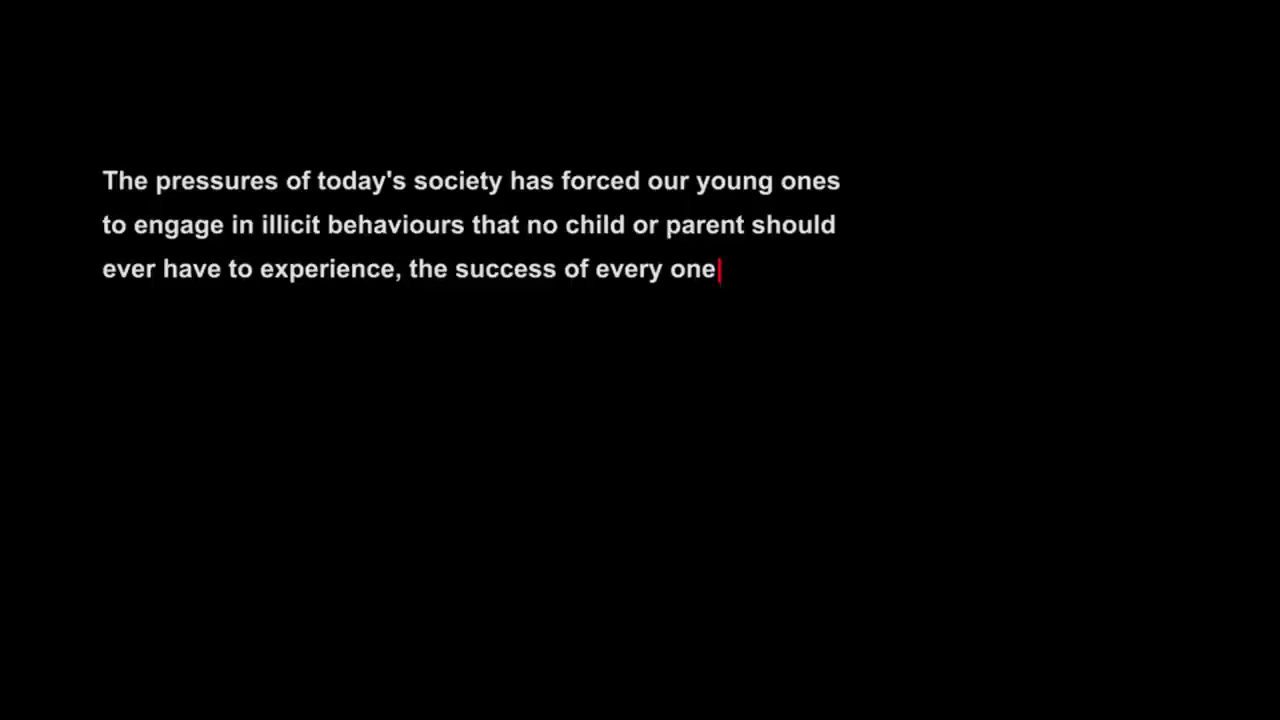 The pressures of today's society has forced our young ones
to engage in illicit behaviours that no child or parent should
ever have to experience, the success of every one